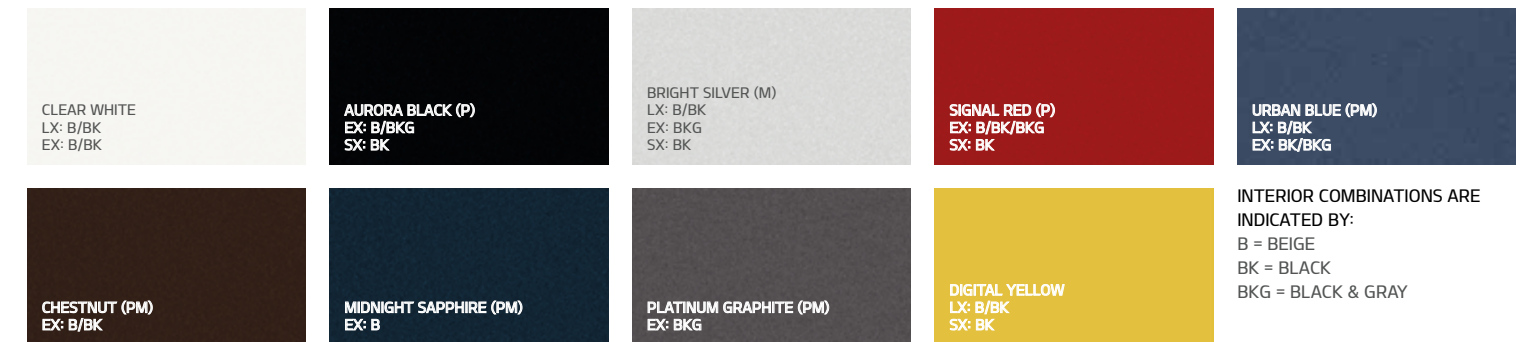 CLEAR WHITE
LX: B/BK
EX: B/BK
AURORA BLACK (P)
EX: B/BKG
SX: BK
BRIGHT SILVER (M)
LX: B/BK
EX: BKG
SX: BK
SIGNAL RED (P)
EX: B/BK/BKG
SX: BK
URBAN BLUE (PM)
LX: B/BK
EX: BK/BKG
CHESTNUT (PM)
EX: B/BK
MIDNIGHT SAPPHIRE (PM)
EX: B
PLATINUM GRAPHITE (PM)
EX: BKG
DIGITAL YELLOW
LX: B/BK
SX: BK
INTERIOR COMBINATIONS ARE
INDICATED BY:
B = BEIGE
BK = BLACK
BKG = BLACK & GRAY